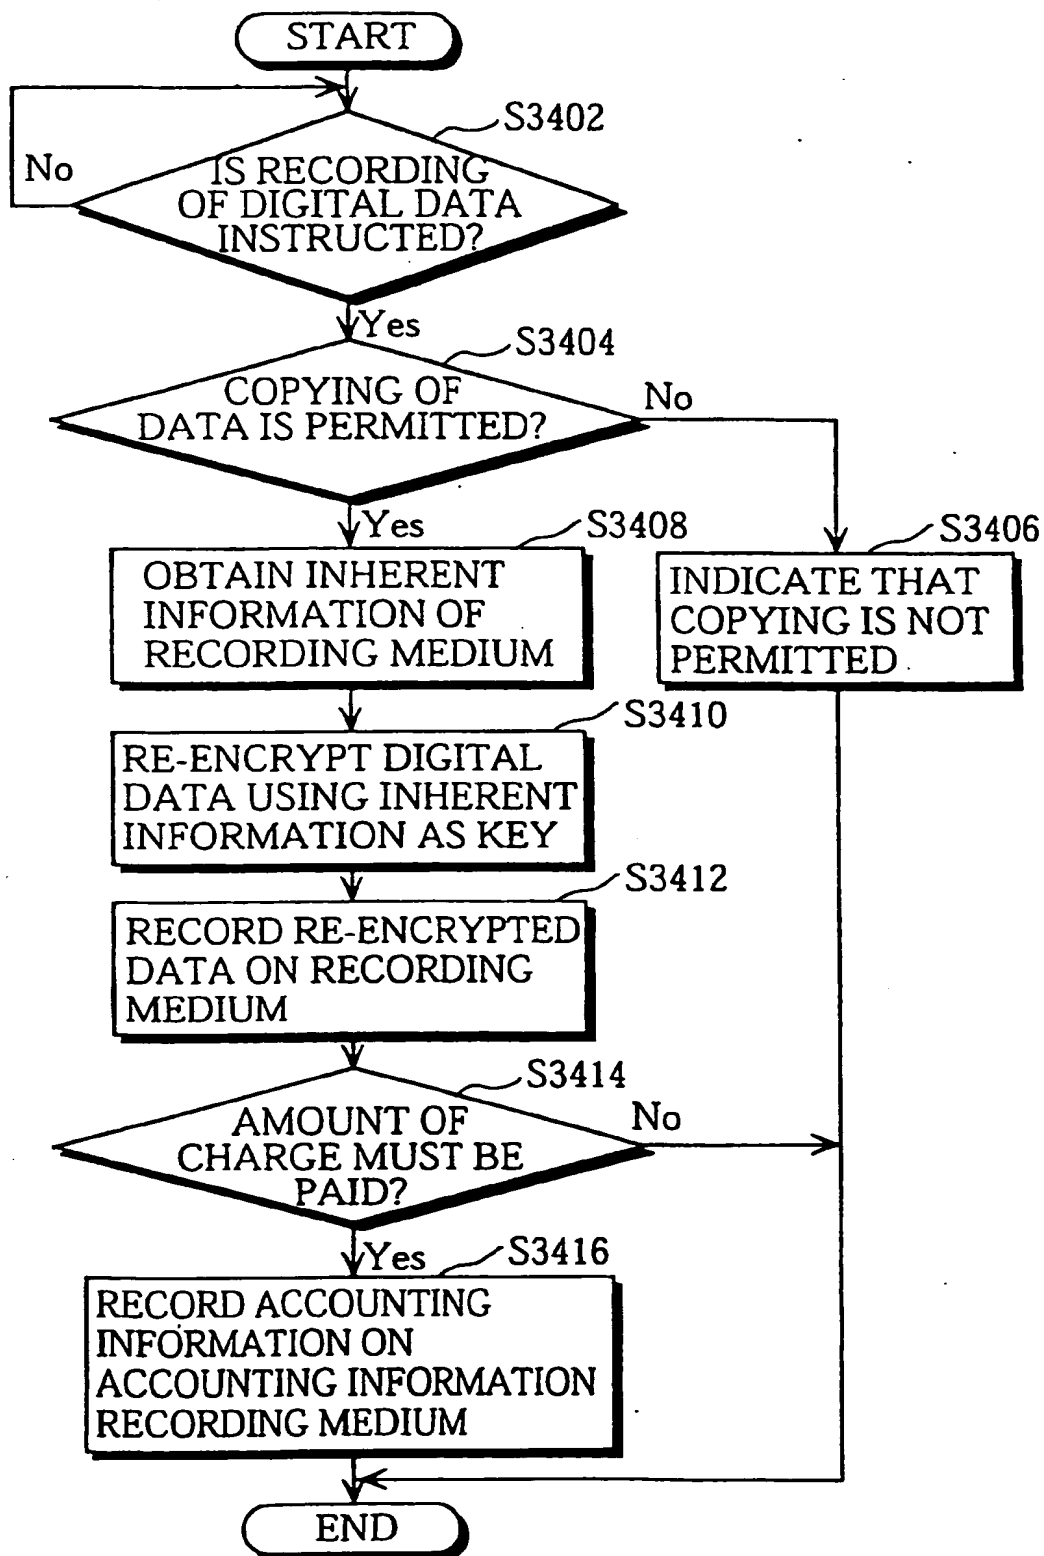 START
S3402
No
IS RECORDING
OF DIGITAL DATA
INSTRUCTED?
Yes
S3404
COPYING OF
DATA IS PERMITTED?
No
Yes
S3408
OBTAIN INHERENT
INFORMATION OF
RECORDING MEDIUM
S3406
INDICATE THAT
COPYING IS NOT
PERMITTED
S3410
RE-ENCRYPT DIGITAL
DATA USING INHERENT
INFORMATION AS KEY
S3412
RECORD RE-ENCRYPTED
DATA ON RECORDING
MEDIUM
S3414
AMOUNT OF
CHARGE MUST BE
PAID?
No
Yes
S3416
RECORD ACCOUNTING
INFORMATION ON
ACCOUNTING INFORMATION
RECORDING MEDIUM
END